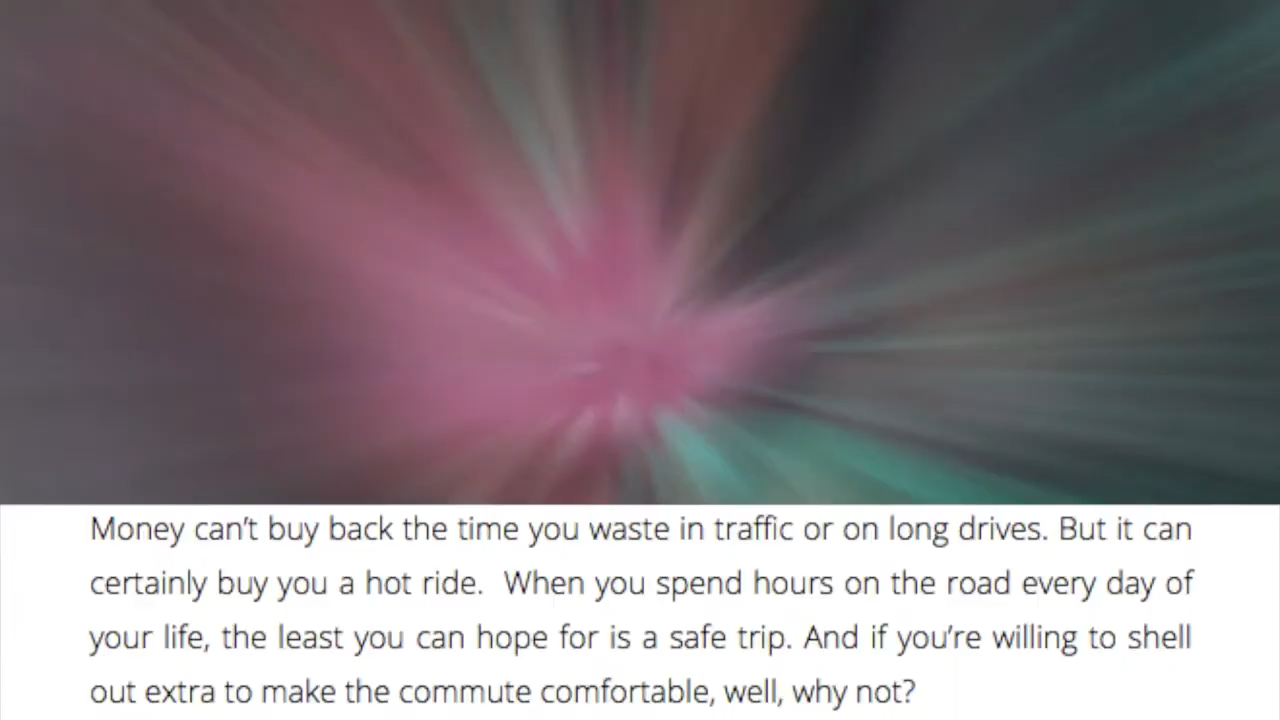 Money can't buy back the time you waste in traffic or on long drives. But it can
certainly buy you a hot ride.  When you spend hours on the road every day of
your life, the least you can hope for is a safe trip. And if you're willing to shell
out extra to make the commute comfortable, well, why not?